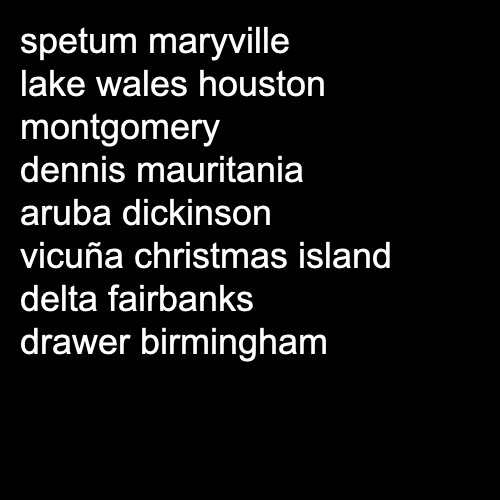 spetum maryville
lake wales houston
montgomery
dennis mauritania
aruba dickinson
vicuña christmas island
delta fairbanks
drawer birmingham